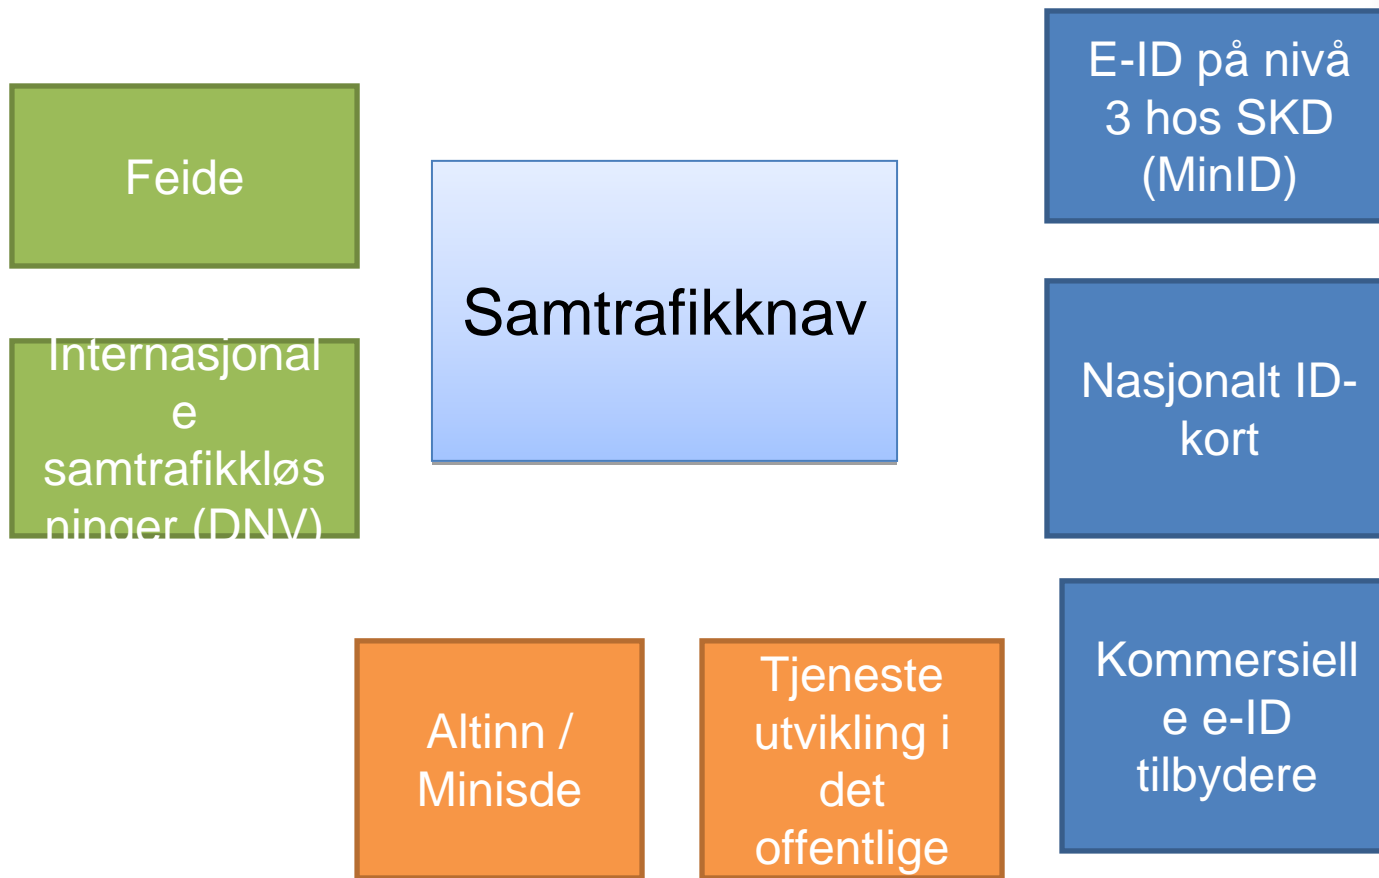 Feide
Internasjonal
e
samtrafikkløs
ninger (DNV)
Samtrafikknav
E-ID på nivå
3 hos SKD
(MinID)
Nasjonalt ID-
kort
Kommersiell
e e-ID
tilbydere
Altinn /
Minisde
Tjeneste
utvikling i
det
offentlige